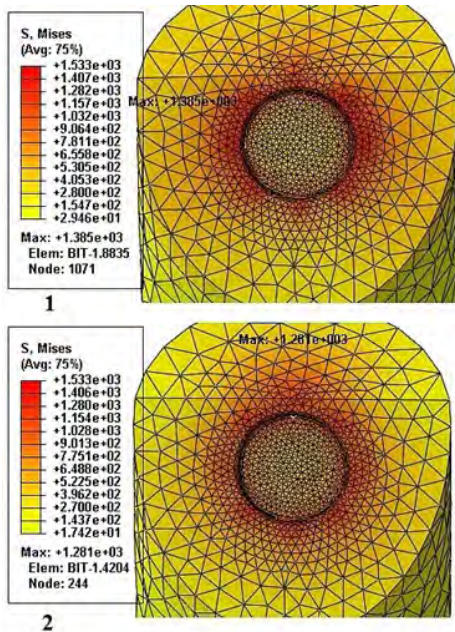 S, Mises
(Avg: 75%)
+1.533e+03
+1.407e+03
+1.282e+03
+1.157e+03
+1.032e+03
+9.064e+02
+7.811e+02
+6.558e+02
+5.305e+02
+4.053e+02
+2.800e+02
+1.547e+02
+2.946e+01
Max: +1.385e+03
Elem: BIT-1.8835
Node: 1071
Max: +1.385e+003
1
S, Mises
(Avg: 75%)
+1.533e+03
+1.406e+03
+1.280e+03
+1.154e+03
+1.028e+03
+9.013e+02
+7.751e+02
+6.488e+02
+5.225e+02
+3.962e+02
+2.700e+02
+1.437e+02
+1.742e+01
Max: +1.281e+03
Elem: BIT-1.4204
Node: 244
Max: +1.281e+003
2